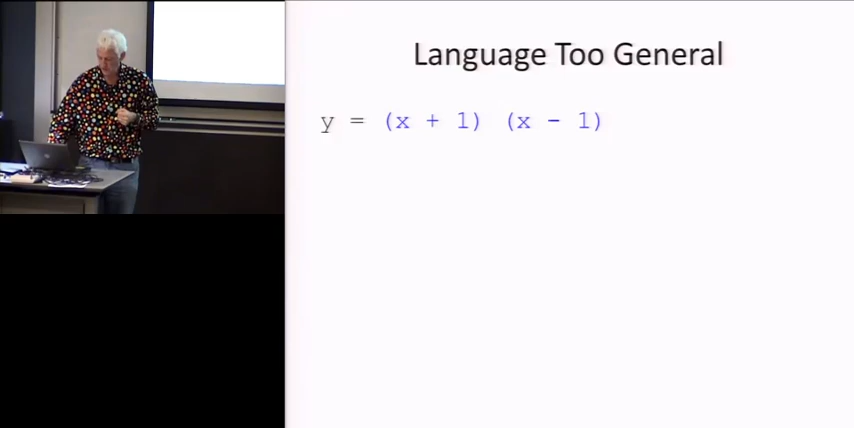 Language Too General
y = (x + 1) (x - 1)